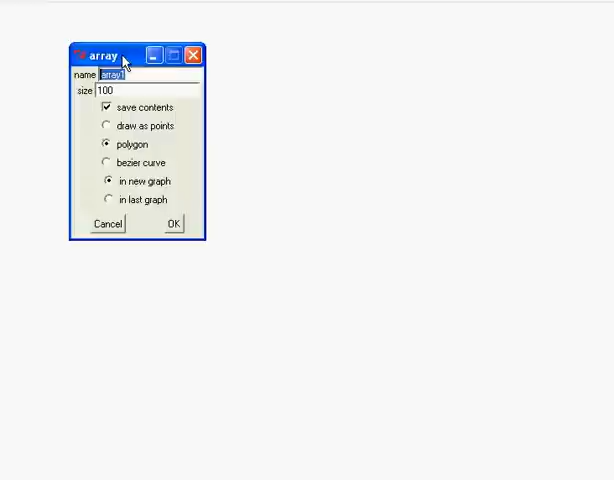 array
name array1
size 100
save contents
draw as points
polygon
bezier curve
in new graph
in last graph
Cancel OK